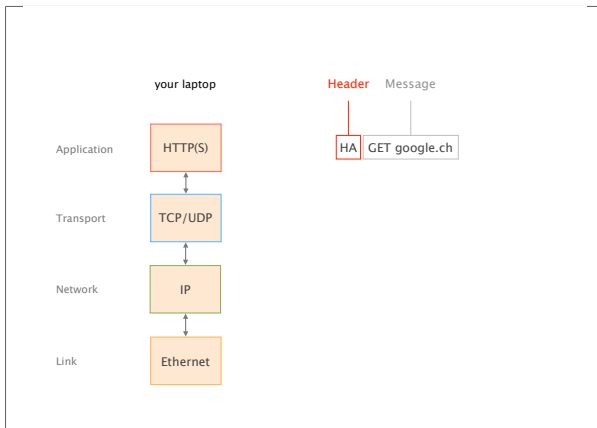 your laptop
Header Message
Application HTTP(S) HA GET google.ch
Transport TCP/UDP
Network IP
Link Ethernet